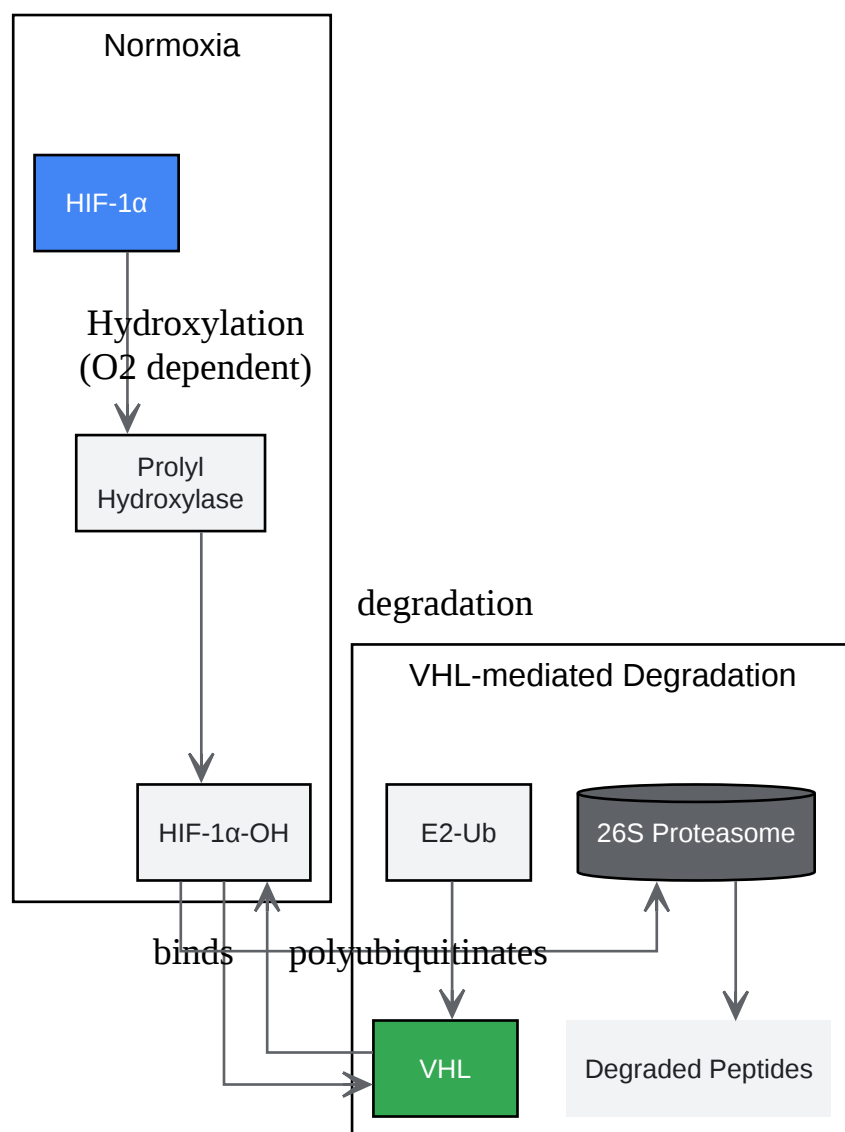 Normoxia
HIF-1α
Hydroxylation
(O2 dependent)
Prolyl
Hydroxylase
degradation
VHL-mediated Degradation
HIF-1α-OH
E2-Ub
26S Proteasome
binds
polyubiquitinates
VHL
Degraded Peptides